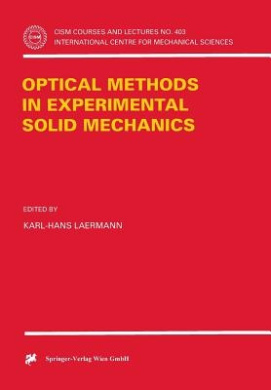 CISM COURSES AND LECTURES NO. 403
INTERNATIONAL CENTRE FOR MECHANICAL SCIENCES
OPTICAL METHODS
IN EXPERIMENTAL
SOLID MECHANICS
EDITED BY
KARL-HANS LAERMANN
Springer-Verlag Wien GmbH